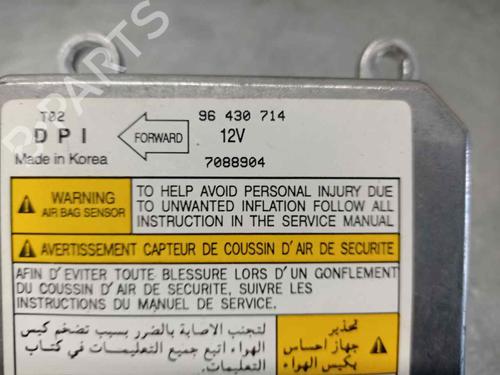 T02
96 430 714
DPI
FORWARD
12V
Made in Korea
7088904
WARNING
AIR BAG SENSOR
TO HELP AVOID PERSONAL INJURY DUE
TO UNWANTED INFLATION FOLLOW ALL
INSTRUCTION IN THE SERVICE MANUAL
AVERTISSEMENT CAPTEUR DE COUSSIN D'AIR DE SECURITE
AFIN D'EVITER TOUTE BLESSURE LORS D'UN GONFLEMENT
DU COUSSIN D'AIR DE SECURITE, SUIVRE LES
INSTRUCTIONS DU MANUEL DE SERVICE.
تحذير
جهاز احساس
بكيس الهواء
لتجنب الاصابة بالضرر بسبب تضخم كيس
الهواء اتبع جميع التعليمات في كتاب
التعليمات.